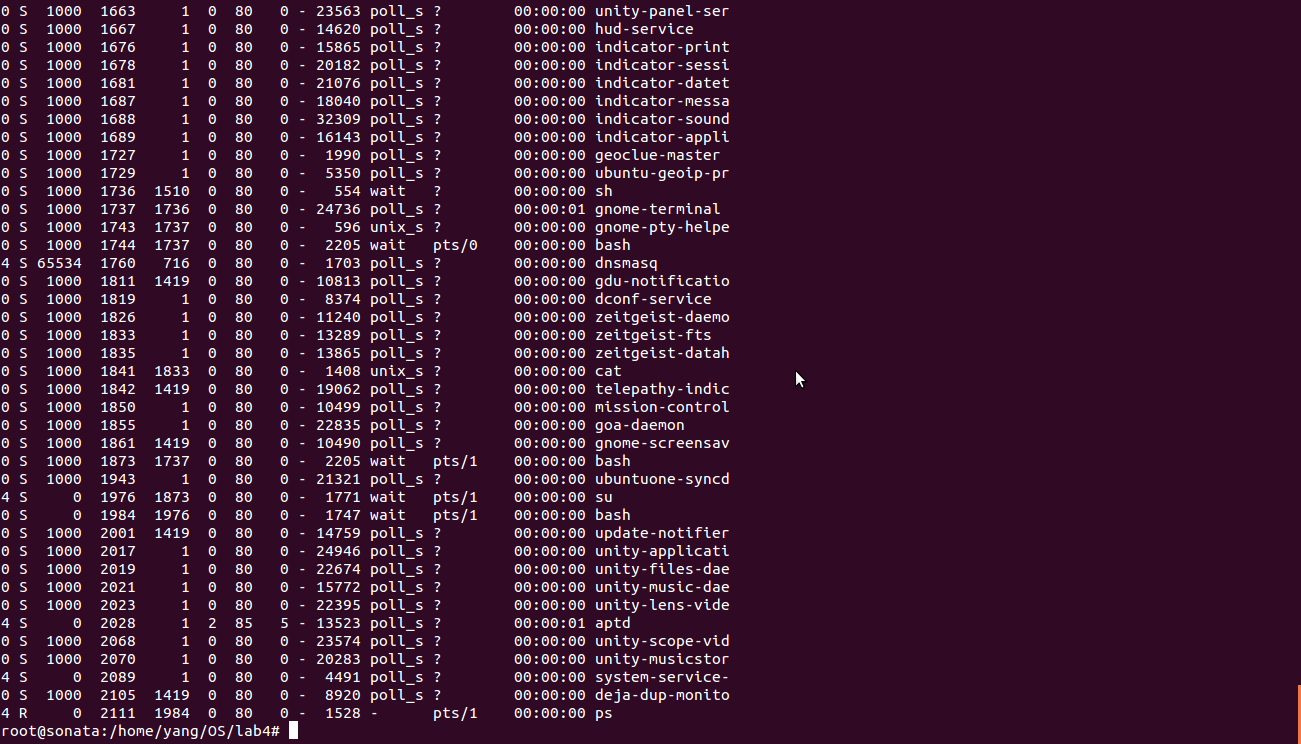 0 S  1000  1663     1  0  80   0 - 23563 poll_s ?        00:00:00 unity-panel-ser
0 S  1000  1667     1  0  80   0 - 14620 poll_s ?        00:00:00 hud-service
0 S  1000  1676     1  0  80   0 - 15865 poll_s ?        00:00:00 indicator-print
0 S  1000  1678     1  0  80   0 - 20182 poll_s ?        00:00:00 indicator-sessi
0 S  1000  1681     1  0  80   0 - 21076 poll_s ?        00:00:00 indicator-datet
0 S  1000  1687     1  0  80   0 - 18040 poll_s ?        00:00:00 indicator-messa
0 S  1000  1688     1  0  80   0 - 32309 poll_s ?        00:00:00 indicator-sound
0 S  1000  1689     1  0  80   0 - 16143 poll_s ?        00:00:00 indicator-appli
0 S  1000  1727     1  0  80   0 -  1990 poll_s ?        00:00:00 geoclue-master
0 S  1000  1729     1  0  80   0 -  5350 poll_s ?        00:00:00 ubuntu-geoip-pr
0 S  1000  1736  1510  0  80   0 -   554 wait   ?        00:00:00 sh
0 S  1000  1737  1736  0  80   0 - 24736 poll_s ?        00:00:01 gnome-terminal
0 S  1000  1743  1737  0  80   0 -   596 unix_s ?        00:00:00 gnome-pty-helpe
0 S  1000  1744  1737  0  80   0 -  2205 wait   pts/0    00:00:00 bash
4 S 65534  1760   716  0  80   0 -  1703 poll_s ?        00:00:00 dnsmasq
0 S  1000  1811  1419  0  80   0 - 10813 poll_s ?        00:00:00 gdu-notificatio
0 S  1000  1819     1  0  80   0 -  8374 poll_s ?        00:00:00 dconf-service
0 S  1000  1826     1  0  80   0 - 11240 poll_s ?        00:00:00 zeitgeist-daemo
0 S  1000  1833     1  0  80   0 - 13289 poll_s ?        00:00:00 zeitgeist-fts
0 S  1000  1835     1  0  80   0 - 13865 poll_s ?        00:00:00 zeitgeist-datah
0 S  1000  1841  1833  0  80   0 -  1408 unix_s ?        00:00:00 cat
0 S  1000  1842  1419  0  80   0 - 19062 poll_s ?        00:00:00 telepathy-indic
0 S  1000  1850     1  0  80   0 - 10499 poll_s ?        00:00:00 mission-control
0 S  1000  1855     1  0  80   0 - 22835 poll_s ?        00:00:00 goa-daemon
0 S  1000  1861  1419  0  80   0 - 10490 poll_s ?        00:00:00 gnome-screensav
0 S  1000  1873  1737  0  80   0 -  2205 wait   pts/1    00:00:00 bash
0 S  1000  1943     1  0  80   0 - 21321 poll_s ?        00:00:00 ubuntuone-syncd
4 S     0  1976  1873  0  80   0 -  1771 wait   pts/1    00:00:00 su
0 S     0  1984  1976  0  80   0 -  1747 wait   pts/1    00:00:00 bash
0 S  1000  2001  1419  0  80   0 - 14759 poll_s ?        00:00:00 update-notifier
0 S  1000  2017     1  0  80   0 - 24946 poll_s ?        00:00:00 unity-applicati
0 S  1000  2019     1  0  80   0 - 22674 poll_s ?        00:00:00 unity-files-dae
0 S  1000  2021     1  0  80   0 - 15772 poll_s ?        00:00:00 unity-music-dae
0 S  1000  2023     1  0  80   0 - 22395 poll_s ?        00:00:00 unity-lens-vide
4 S     0  2028     1  2  85   5 - 13523 poll_s ?        00:00:01 aptd
0 S  1000  2068     1  0  80   0 - 23574 poll_s ?        00:00:00 unity-scope-vid
0 S  1000  2070     1  0  80   0 - 20283 poll_s ?        00:00:00 unity-musicstor
4 S     0  2089     1  0  80   0 -  4491 poll_s ?        00:00:00 system-service-
0 S  1000  2105  1419  0  80   0 -  8920 poll_s ?        00:00:00 deja-dup-monito
4 R     0  2111  1984  0  80   0 -  1528 -      pts/1    00:00:00 ps
root@sonata:/home/yang/OS/lab4#